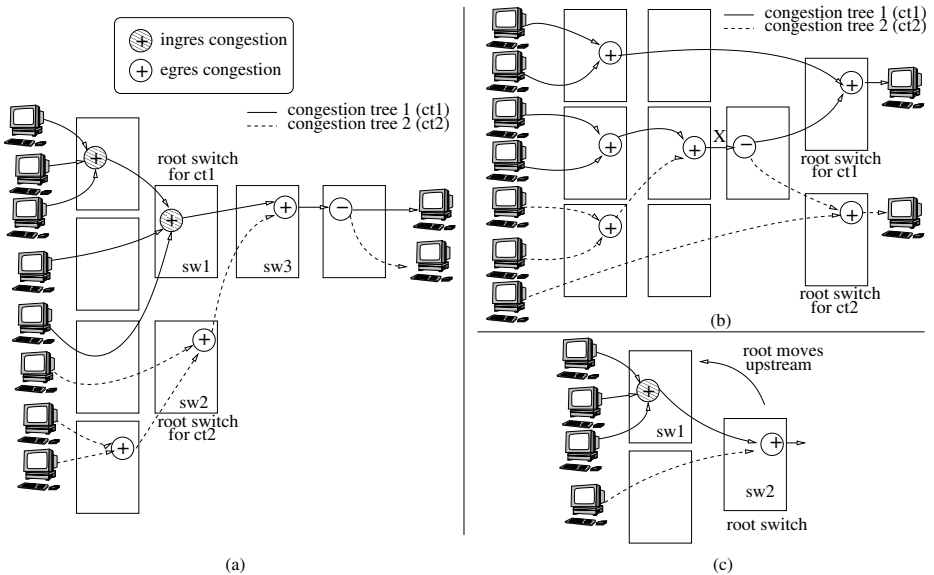 + ingres congestion
+ egres congestion
congestion tree 1 (ct1)
congestion tree 2 (ct2)
+
root switch
for ct1
+
sw1
+
sw3
−
+
sw2
root switch
for ct2
+
(a)
congestion tree 1 (ct1)
congestion tree 2 (ct2)
+
+
root switch
for ct1
+
+
X
−
+
+
root switch
for ct2
(b)
root moves
upstream
+
sw1
+
sw2
root switch
(c)